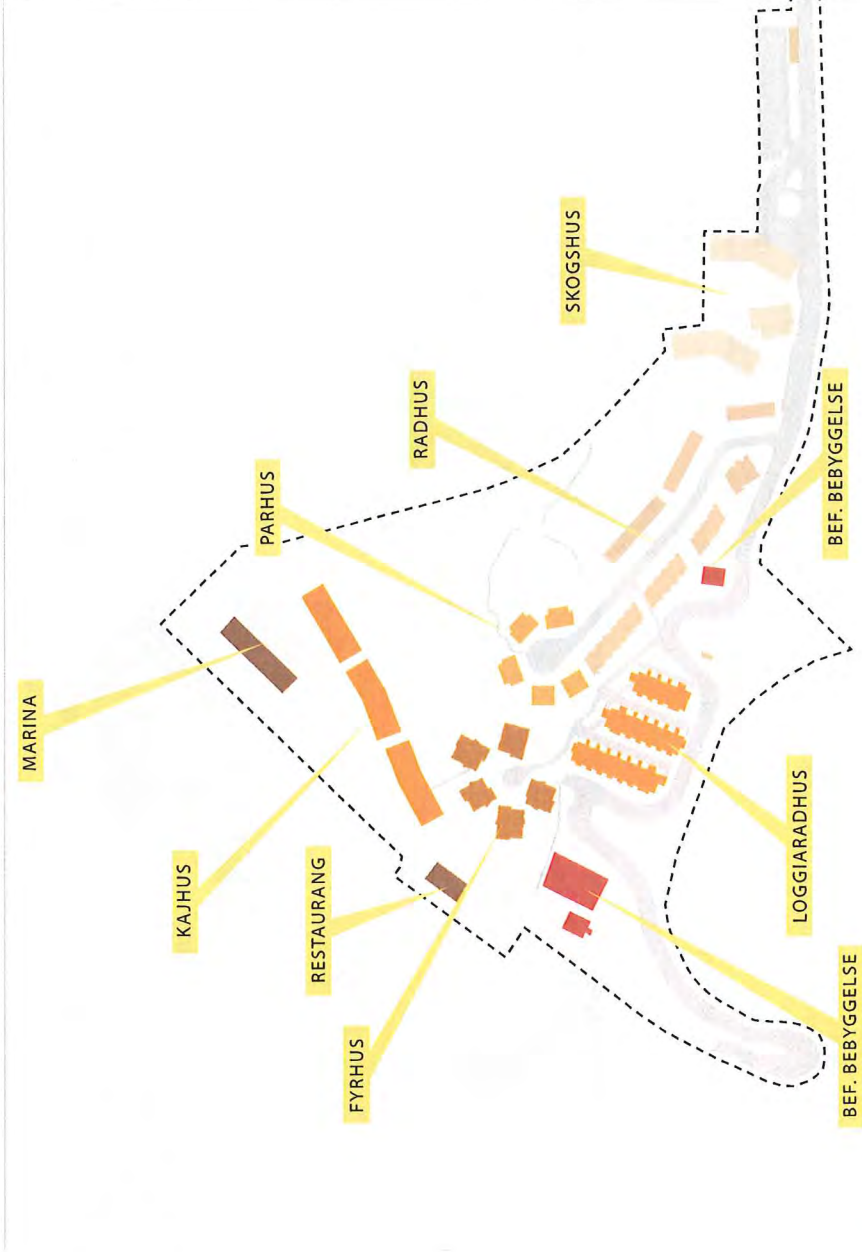 MARINA
KAJHUS
RESTAURANG
FYRHUS
PARHUS
RADHUS
SKOGSHUS
BEF. BEBYGGELSE
LOGGIARADHUS
BEF. BEBYGGELSE